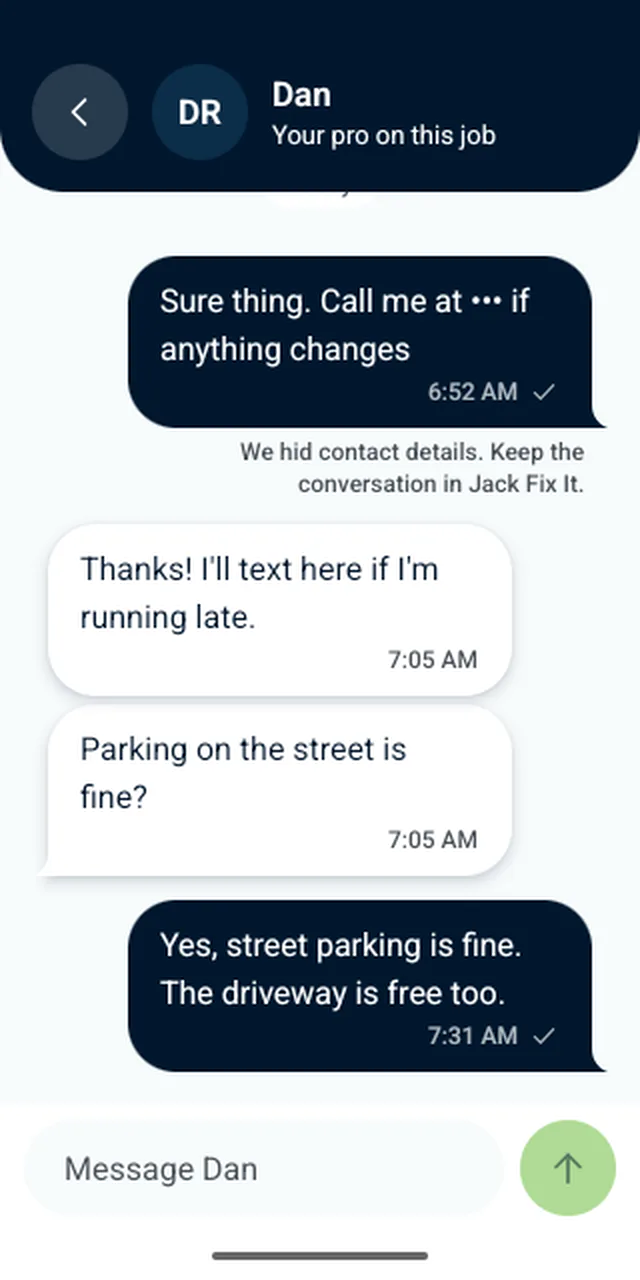 DR
Dan
Your pro on this job
Sure thing. Call me at ••• if
anything changes
6:52 AM
We hid contact details. Keep the
conversation in Jack Fix It.
Thanks! I'll text here if I'm
running late.
7:05 AM
Parking on the street is
fine?
7:05 AM
Yes, street parking is fine.
The driveway is free too.
7:31 AM
Message Dan